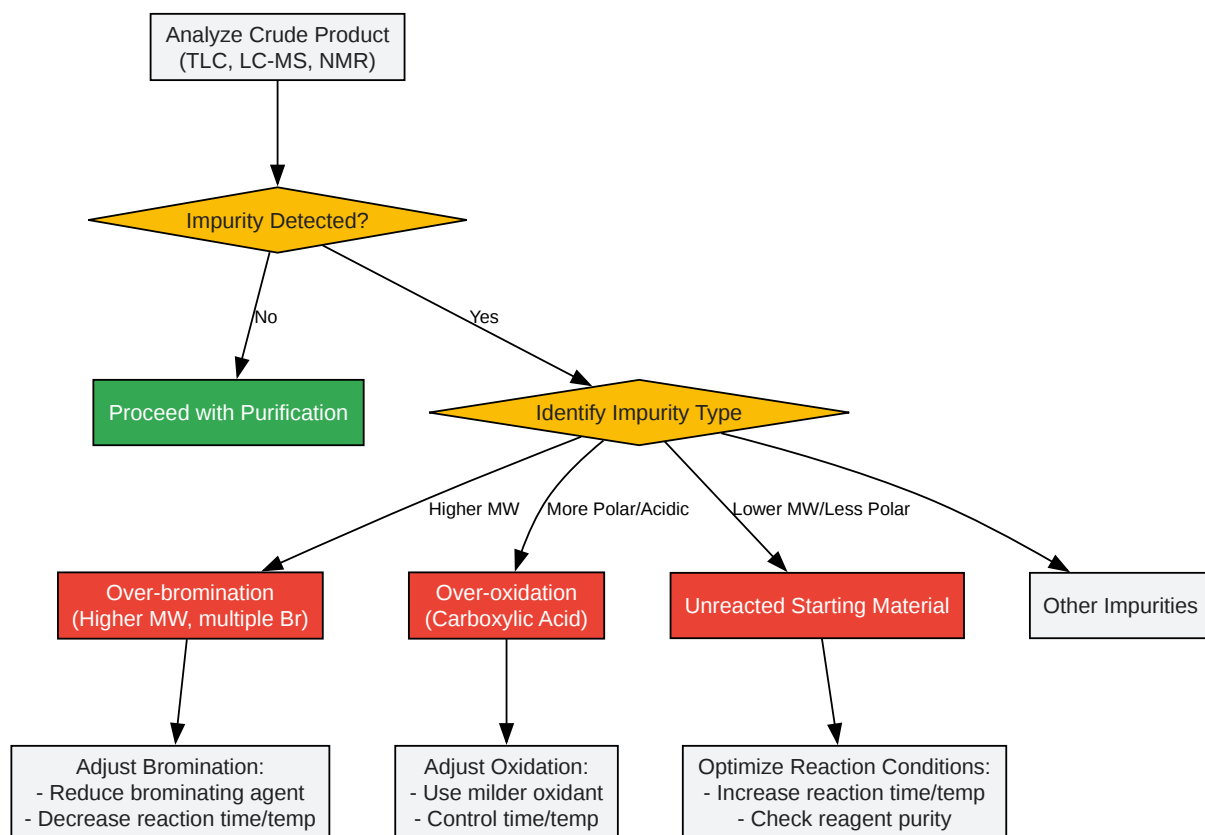 Analyze Crude Product
(TLC, LC-MS, NMR)
Impurity Detected?
No
Yes
Proceed with Purification
Identify Impurity Type
Higher MW
More Polar/Acidic
Lower MW/Less Polar
Over-bromination
(Higher MW, multiple Br)
Over-oxidation
(Carboxylic Acid)
Unreacted Starting Material
Other Impurities
Adjust Bromination:
- Reduce brominating agent
- Decrease reaction time/temp
Adjust Oxidation:
- Use milder oxidant
- Control time/temp
Optimize Reaction Conditions:
- Increase reaction time/temp
- Check reagent purity